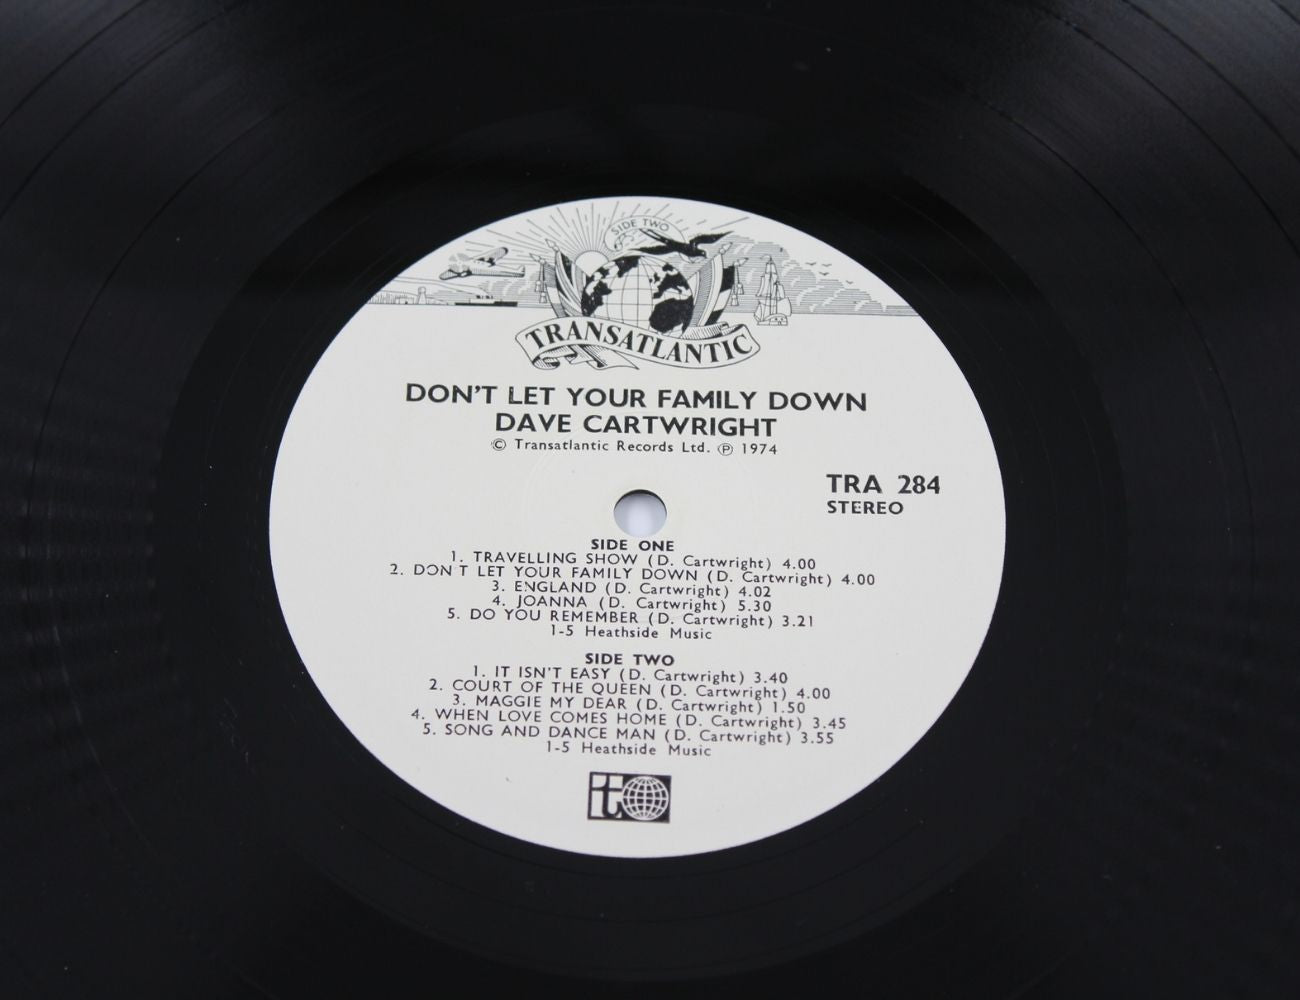 SIDE TWO
TRANSATLANTIC
DON'T LET YOUR FAMILY DOWN
DAVE CARTWRIGHT
© Transatlantic Records Ltd. ℗ 1974
TRA 284
STEREO
SIDE ONE
1. TRAVELLING SHOW (D. Cartwright) 4.00
2. DON'T LET YOUR FAMILY DOWN (D. Cartwright) 4.00
3. ENGLAND (D. Cartwright) 4.02
4. JOANNA (D. Cartwright) 5.30
5. DO YOU REMEMBER (D. Cartwright) 3.21
1-5 Heathside Music
SIDE TWO
1. IT ISN'T EASY (D. Cartwright) 3.40
2. COURT OF THE QUEEN (D. Cartwright) 4.00
3. MAGGIE MY DEAR (D. Cartwright) 1.50
4. WHEN LOVE COMES HOME (D. Cartwright) 3.45
5. SONG AND DANCE MAN (D. Cartwright) 3.55
1-5 Heathside Music
it